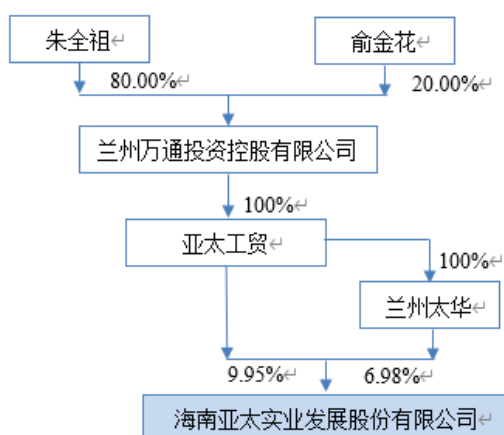 朱全祖
俞金花
80.00%
20.00%
兰州万通投资控股有限公司
100%
亚太工贸
100%
兰州太华
9.95%
6.98%
海南亚太实业发展股份有限公司